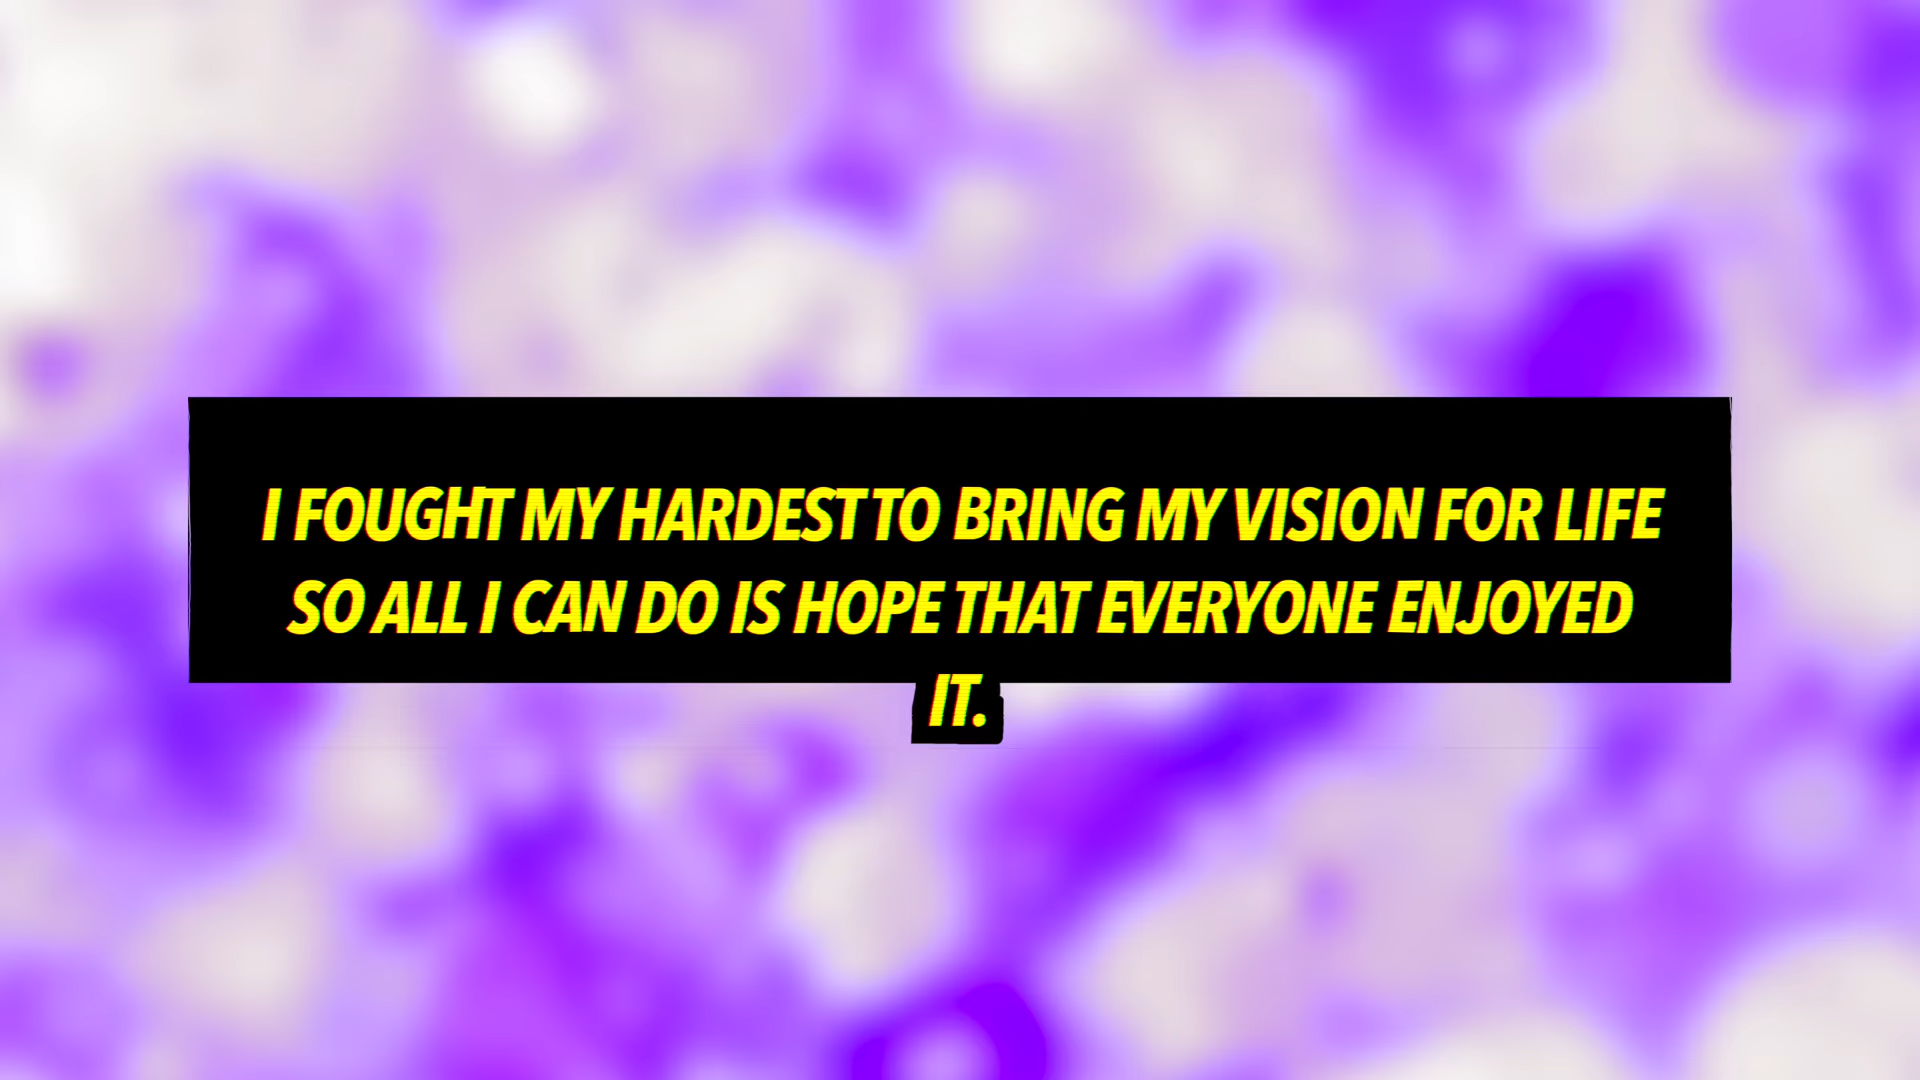 I FOUGHT MY HARDEST TO BRING MY VISION FOR LIFE
SO ALL I CAN DO IS HOPE THAT EVERYONE ENJOYED
IT.